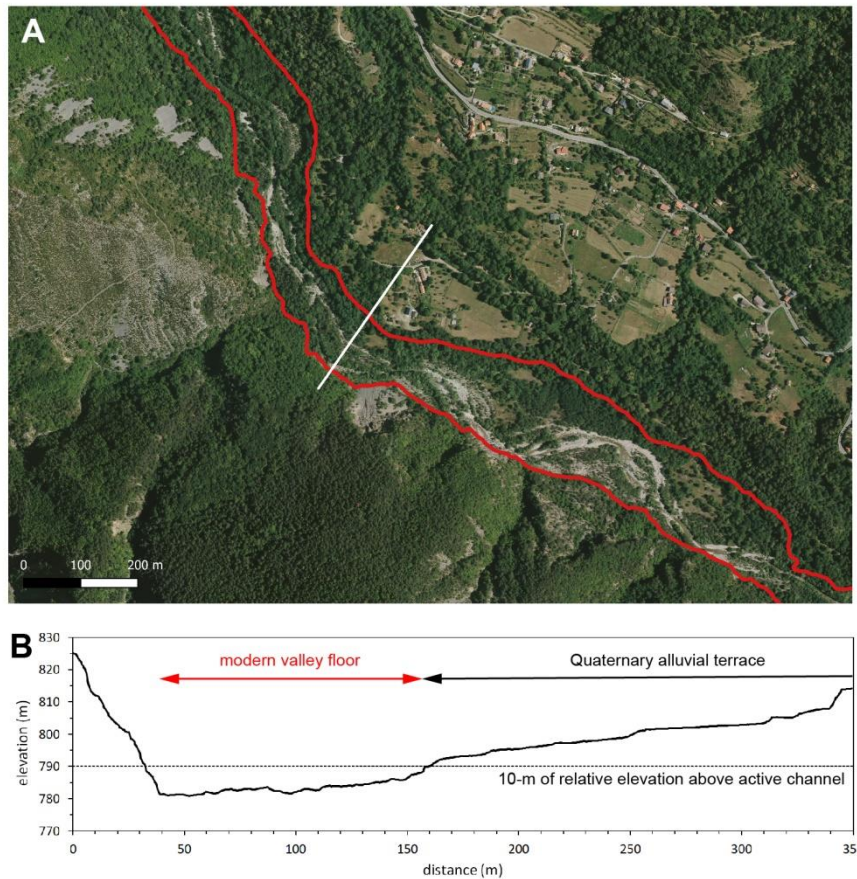 A
0 100 200 m
B
830
820
810
800
790
780
770
elevation (m)
modern valley floor
Quaternary alluvial terrace
10-m of relative elevation above active channel
0 50 100 150 200 250 300 35
distance (m)